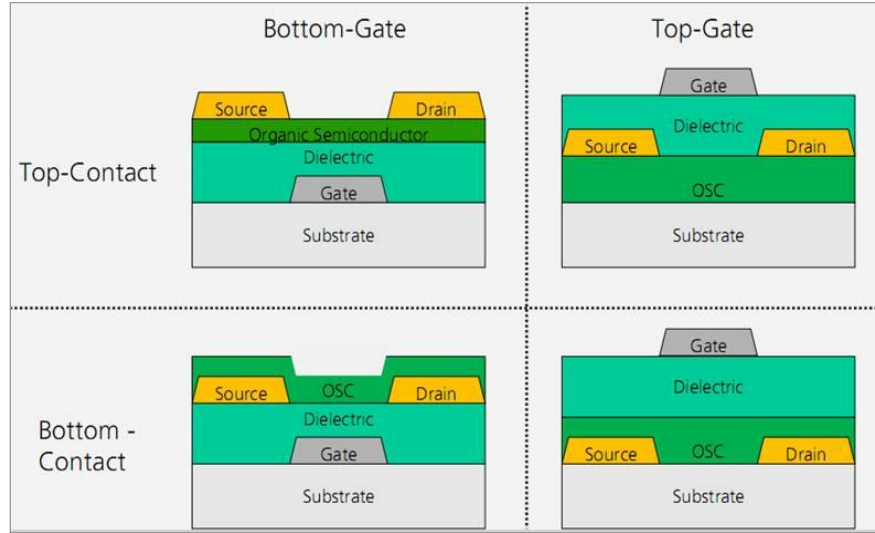 Bottom-Gate
Top-Gate
Top-Contact
Source
Drain
Organic Semiconductor
Dielectric
Gate
Substrate
Gate
Dielectric
Source
Drain
OSC
Substrate
Bottom -
Contact
Source
OSC
Drain
Dielectric
Gate
Substrate
Gate
Dielectric
Source
OSC
Drain
Substrate